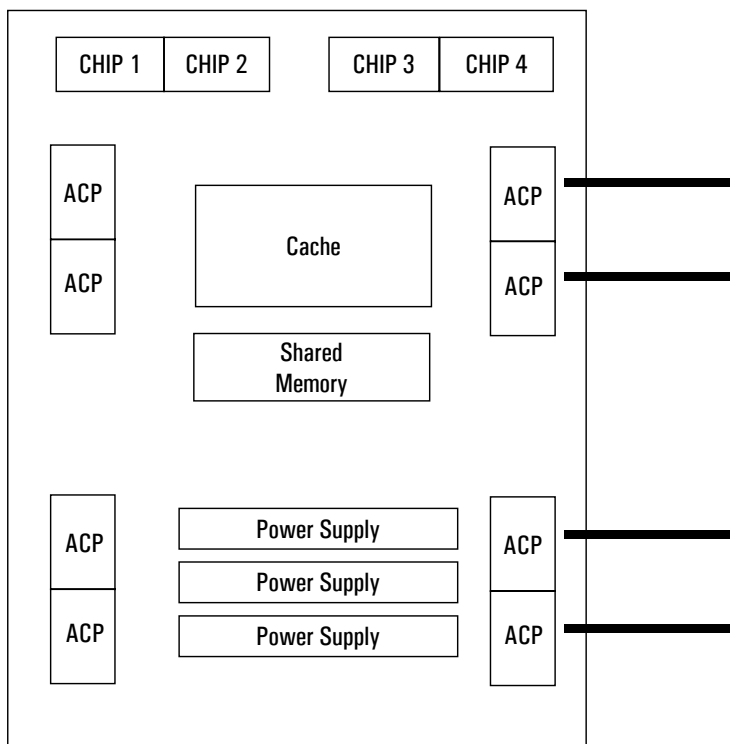 CHIP 1
CHIP 2
CHIP 3
CHIP 4
ACP
ACP
Cache
ACP
ACP
Shared
Memory
ACP
ACP
Power Supply
Power Supply
Power Supply
ACP
ACP